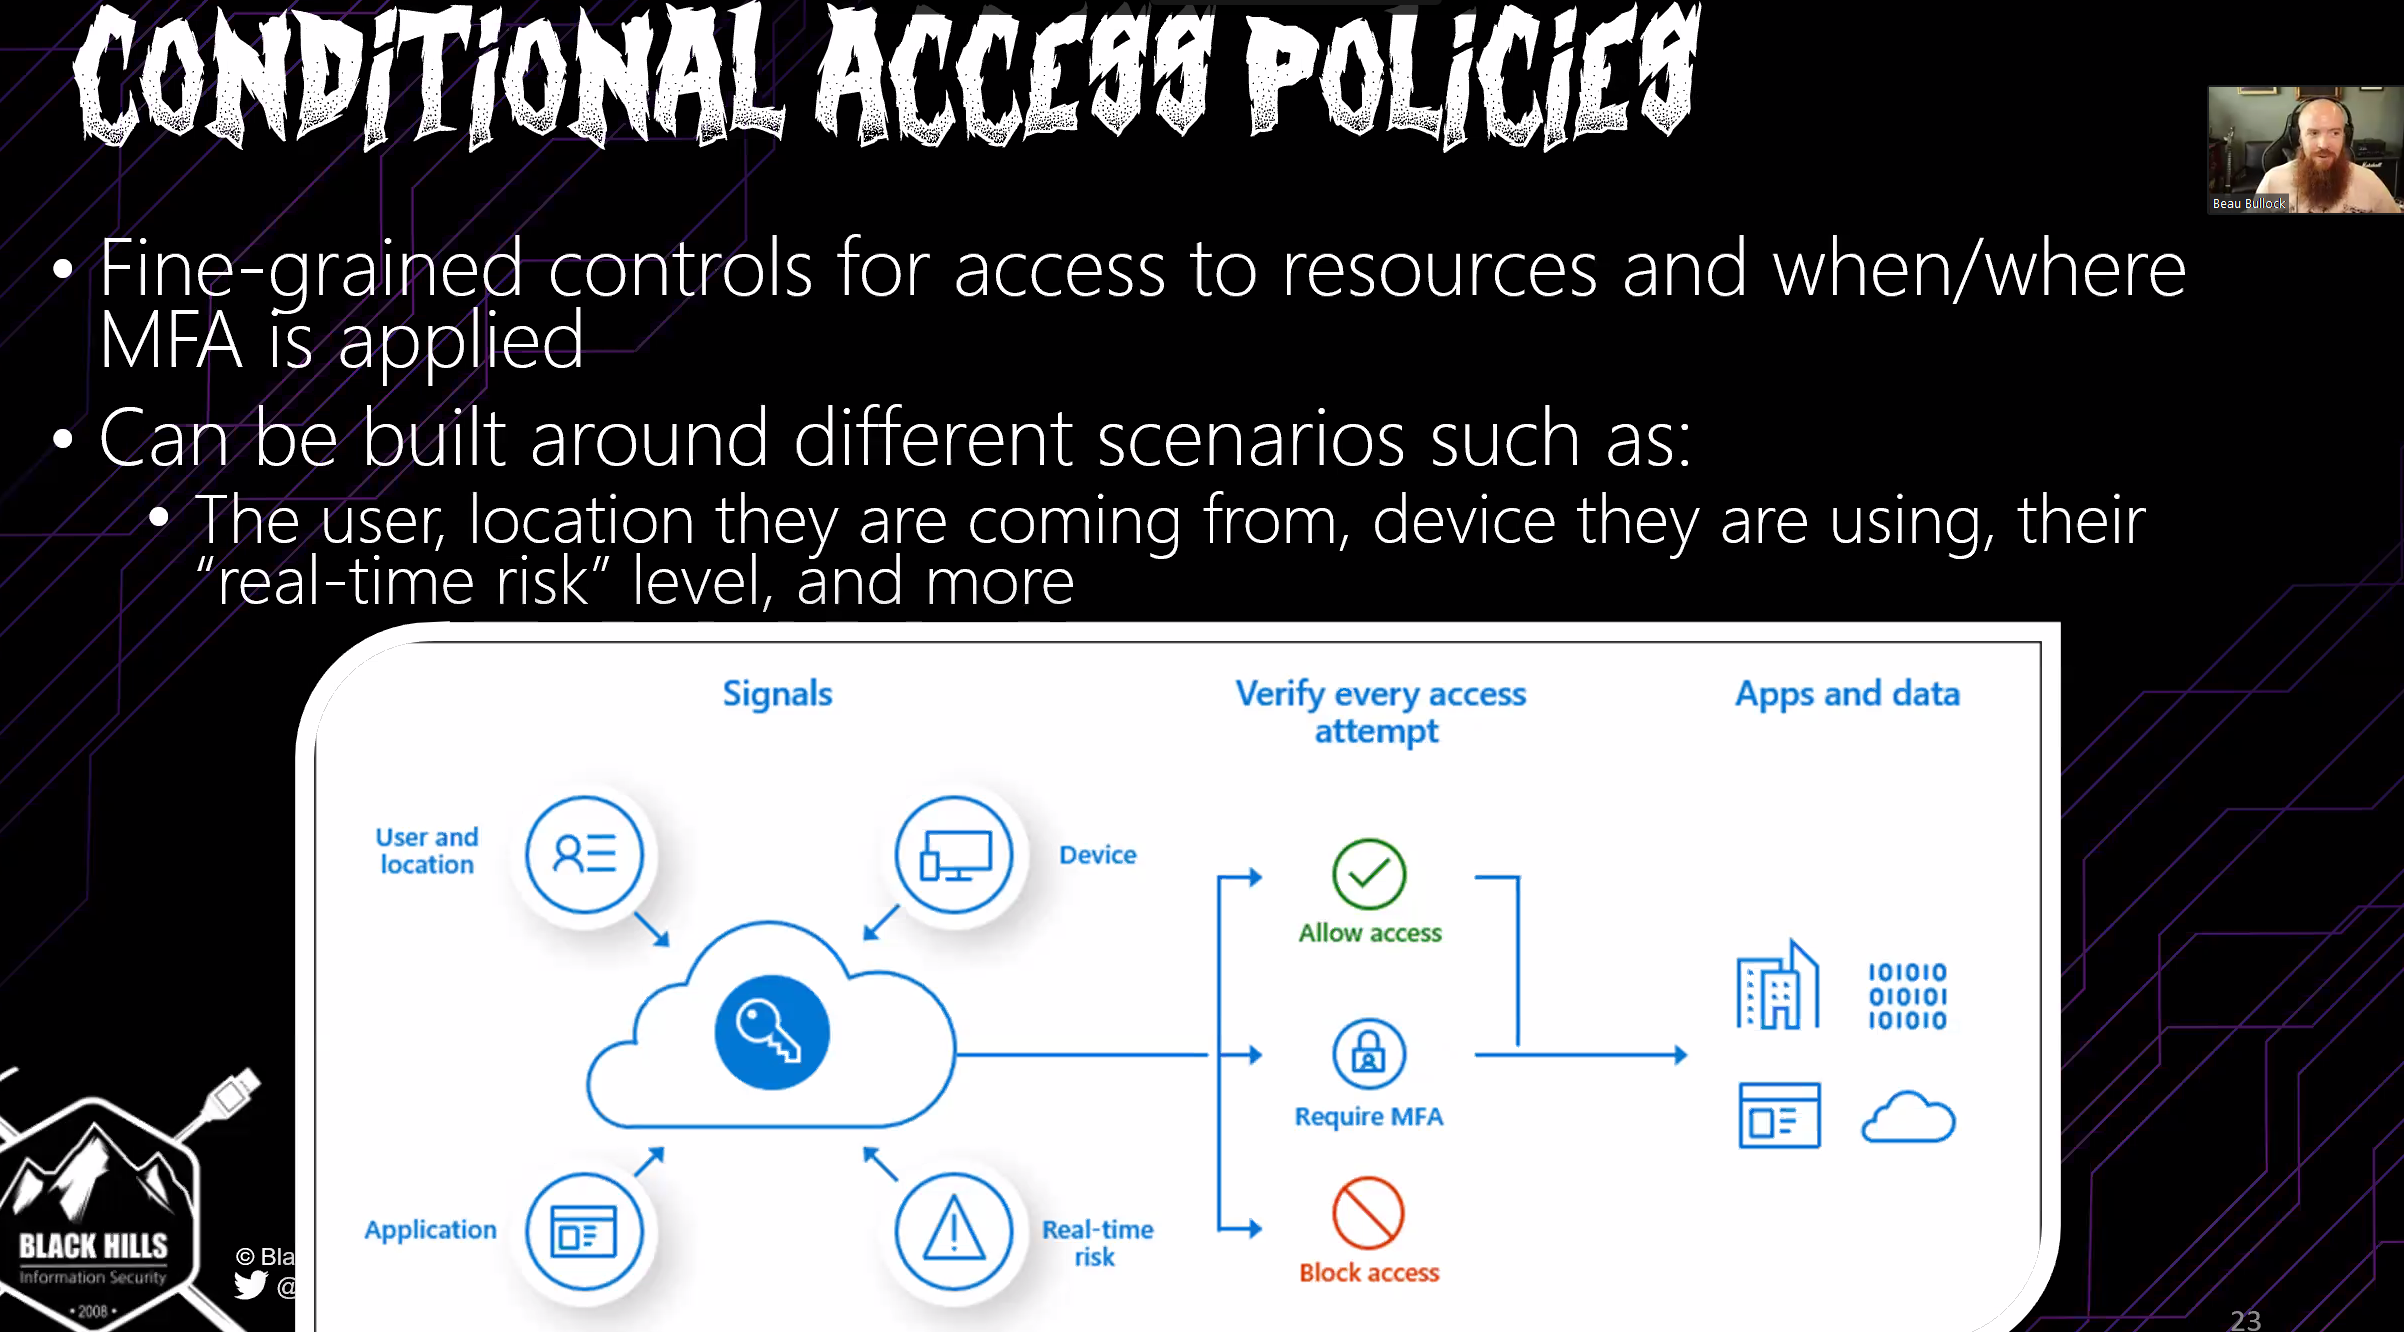 CONDITIONAL ACCESS POLICIES
Beau Bullock
• Fine-grained controls for access to resources and when/where
MFA is applied
• Can be built around different scenarios such as:
• The user, location they are coming from, device they are using, their
“real-time risk” level, and more
Signals
Verify every access
attempt
Apps and data
User and
location
Device
Allow access
101010
010101
101010
Require MFA
Application
Real-time
risk
Block access
BLACK HILLS
Information Security
• 2008 •
© Bla
@
23